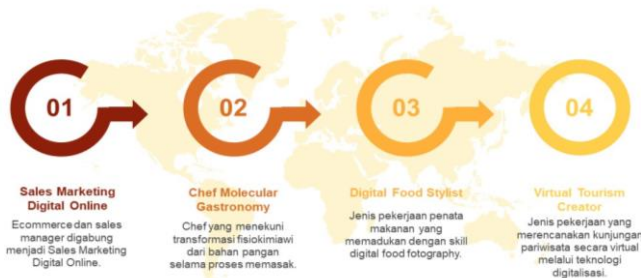 01
02
03
04
Sales Marketing
Digital Online
Ecommerce dan sales
manager digabung
menjadi Sales Marketing
Digital Online.
Chef Molecular
Gastronomy
Chef yang menekuni
transformasi fisiokimiawi
dari bahan pangan
selama proses memasak.
Digital Food Stylist
Jenis pekerjaan penata
makanan yang
memadukan dengan skill
digital food fotography.
Virtual Tourism
Creator
Jenis pekerjaan yang
merencanakan kunjungan
pariwisata secara virtual
melalui teknologi
digitalisasi.